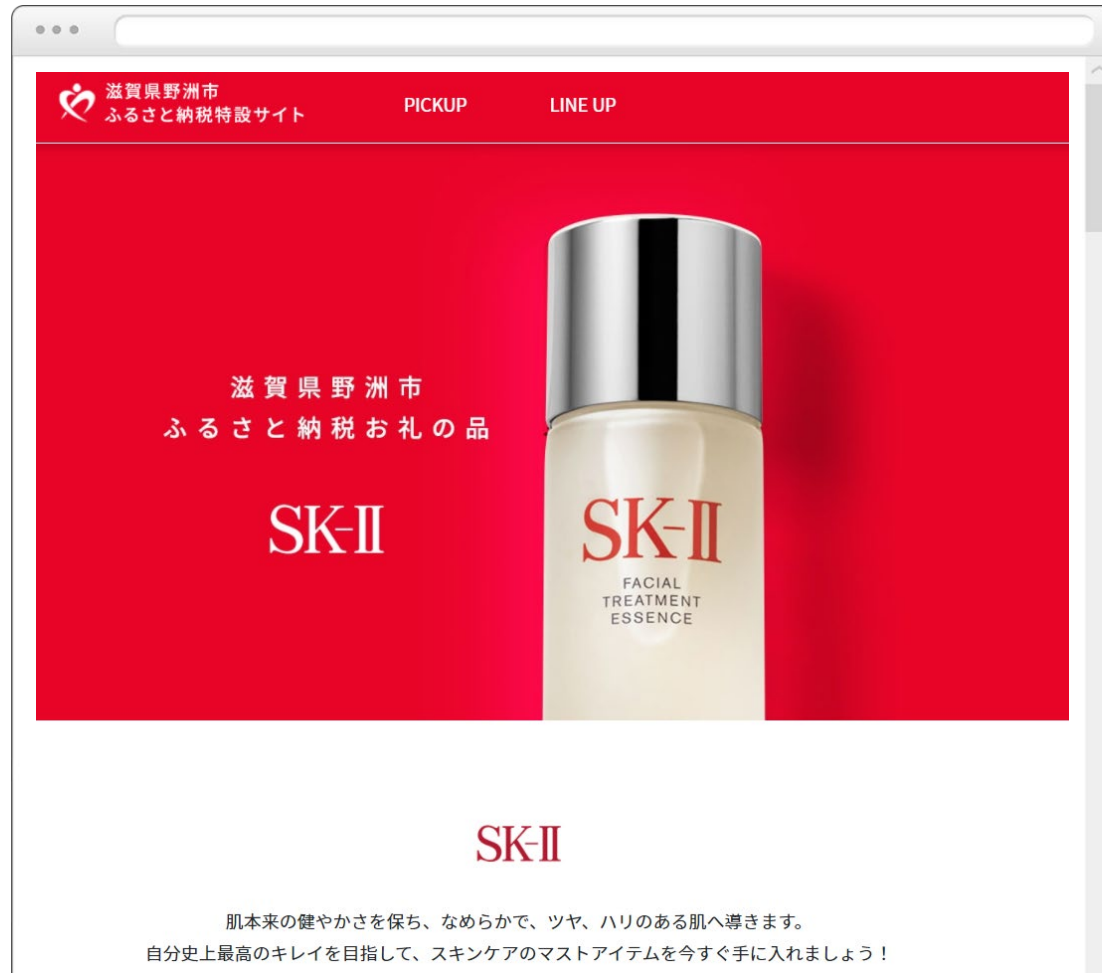 滋賀県野洲市
ふるさと納税特設サイト
PICKUP
LINE UP
滋賀県野洲市
ふるさと納税お礼の品
SK-II
SK-II
FACIAL
TREATMENT
ESSENCE
SK-II
肌本来の健やかさを保ち、なめらかで、ツヤ、ハリのある肌へ導きます。
自分史上最高のキレイを目指して、スキンケアのマストアイテムを今すぐ手に入れましょう！